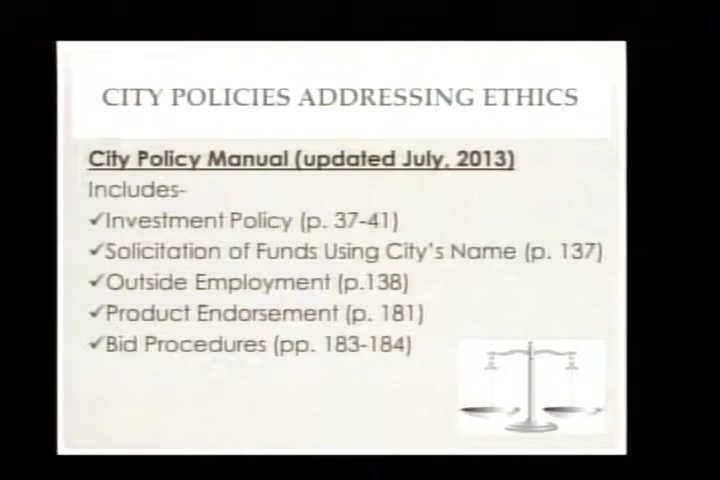 CITY POLICIES ADDRESSING ETHICS
City Policy Manual (updated July, 2013)
Includes-
✓Investment Policy (p. 37-41)
✓Solicitation of Funds Using City's Name (p. 137)
✓Outside Employment (p.138)
✓Product Endorsement (p. 181)
✓Bid Procedures (pp. 183-184)